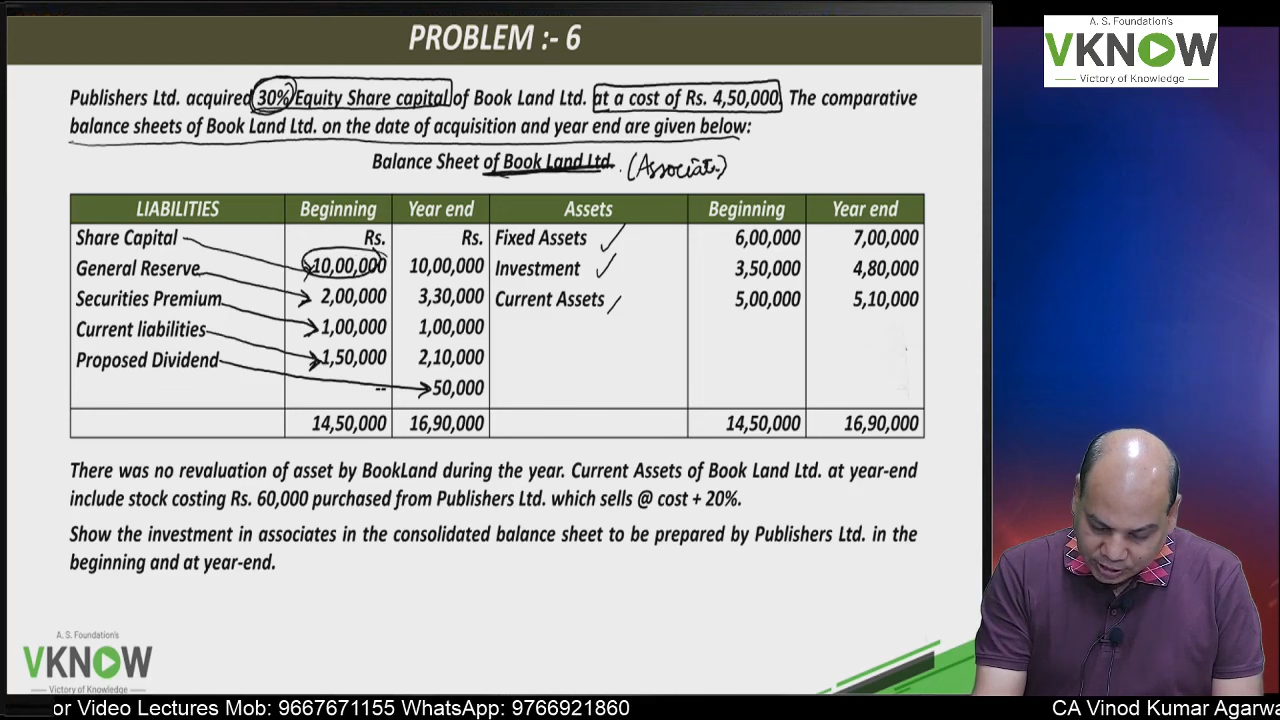 PROBLEM :- 6
A. S. Foundation's
VKNOW
Victory of Knowledge
Publishers Ltd. acquired 30% Equity Share capital of Book Land Ltd. at a cost of Rs. 4,50,000. The comparative
balance sheets of Book Land Ltd. on the date of acquisition and year end are given below:
Balance Sheet of Book Land Ltd. (Associate)
LIABILITIES Beginning Year end Assets Beginning Year end
Share Capital Rs. Rs. Fixed Assets 6,00,000 7,00,000
General Reserve 10,00,000 10,00,000 Investment 3,50,000 4,80,000
Securities Premium 2,00,000 3,30,000 Current Assets 5,00,000 5,10,000
Current liabilities 1,00,000 1,00,000
Proposed Dividend 1,50,000 2,10,000
-- 50,000
14,50,000 16,90,000 14,50,000 16,90,000
There was no revaluation of asset by BookLand during the year. Current Assets of Book Land Ltd. at year-end
include stock costing Rs. 60,000 purchased from Publishers Ltd. which sells @ cost + 20%.
Show the investment in associates in the consolidated balance sheet to be prepared by Publishers Ltd. in the
beginning and at year-end.
A. S. Foundation's
VKNOW
Victory of Knowledge
or Video Lectures Mob: 9667671155 WhatsApp: 9766921860
CA Vinod Kumar Agarwa